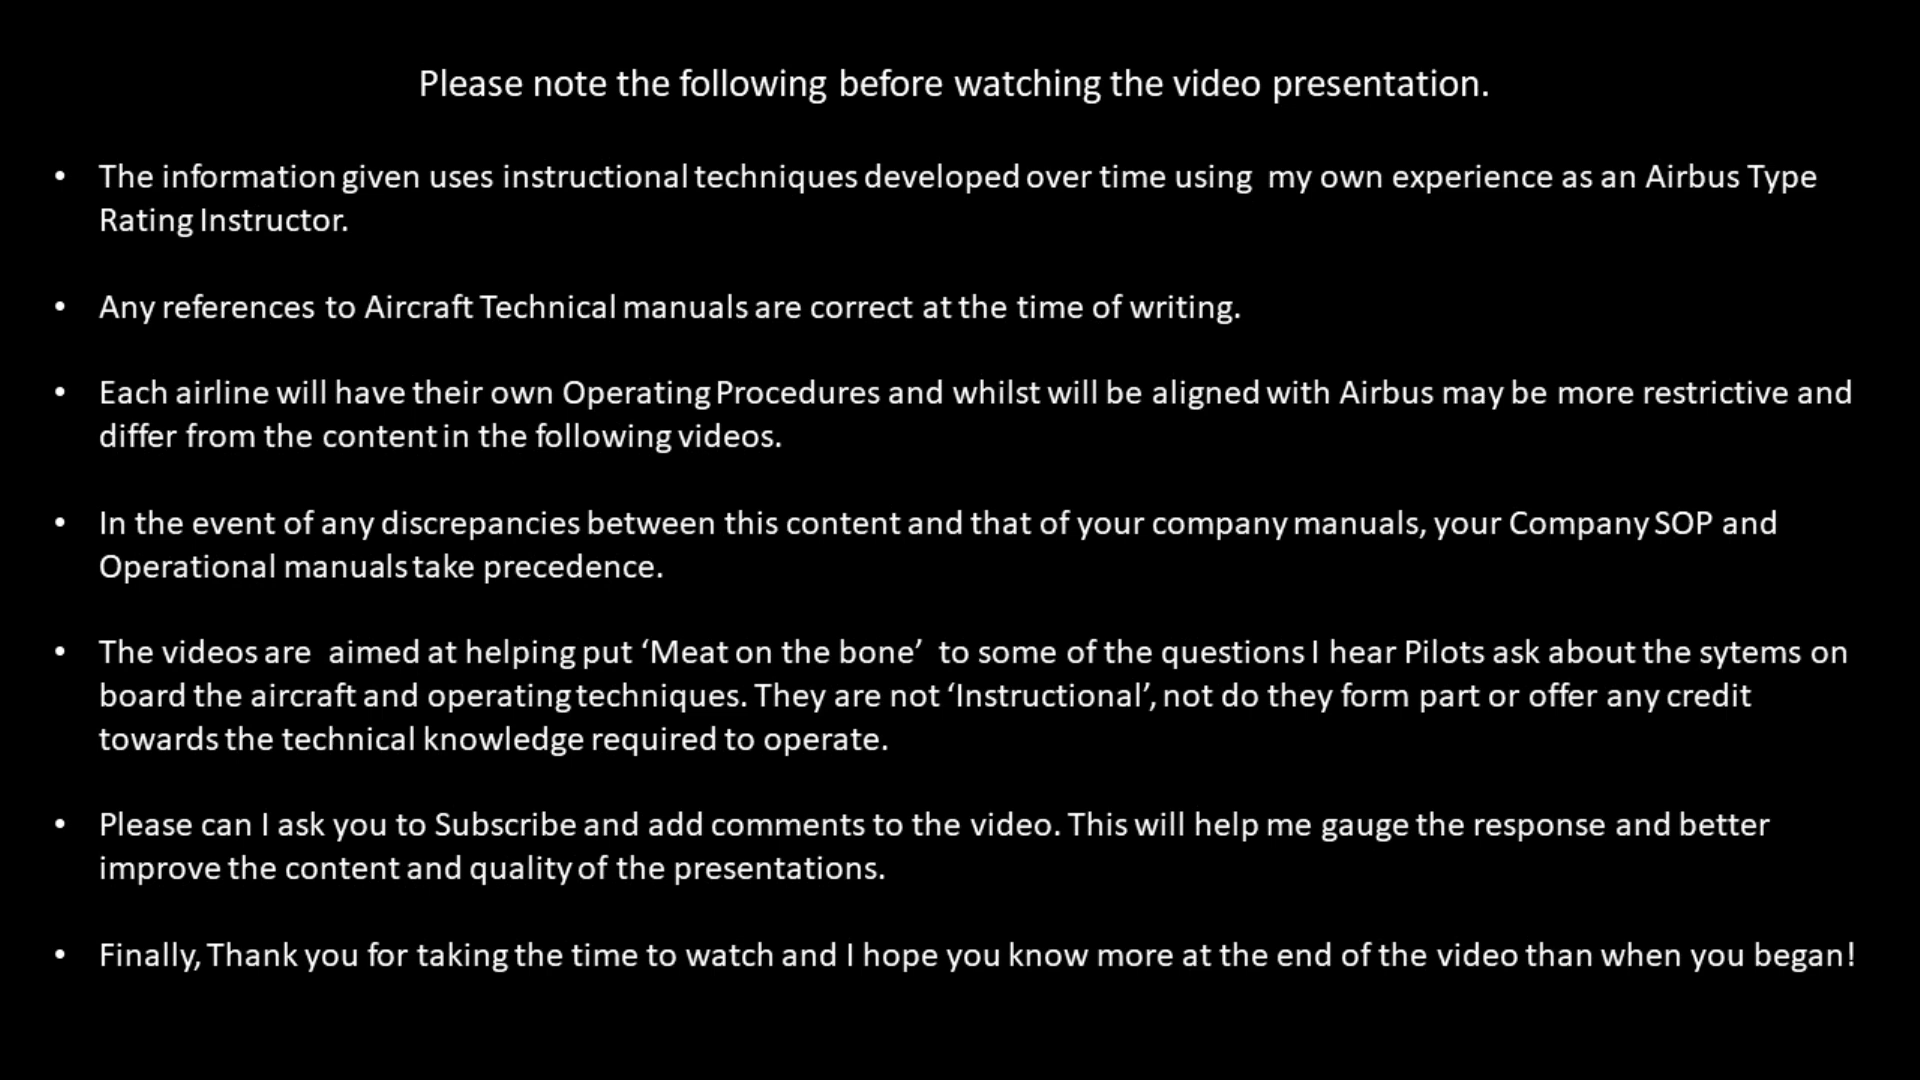 Please note the following before watching the video presentation.
• The information given uses instructional techniques developed over time using my own experience as an Airbus Type
Rating Instructor.
• Any references to Aircraft Technical manuals are correct at the time of writing.
• Each airline will have their own Operating Procedures and whilst will be aligned with Airbus may be more restrictive and
differ from the content in the following videos.
• In the event of any discrepancies between this content and that of your company manuals, your Company SOP and
Operational manuals take precedence.
• The videos are aimed at helping put ‘Meat on the bone’ to some of the questions I hear Pilots ask about the sytems on
board the aircraft and operating techniques. They are not ‘Instructional’, not do they form part or offer any credit
towards the technical knowledge required to operate.
• Please can I ask you to Subscribe and add comments to the video. This will help me gauge the response and better
improve the content and quality of the presentations.
• Finally, Thank you for taking the time to watch and I hope you know more at the end of the video than when you began!